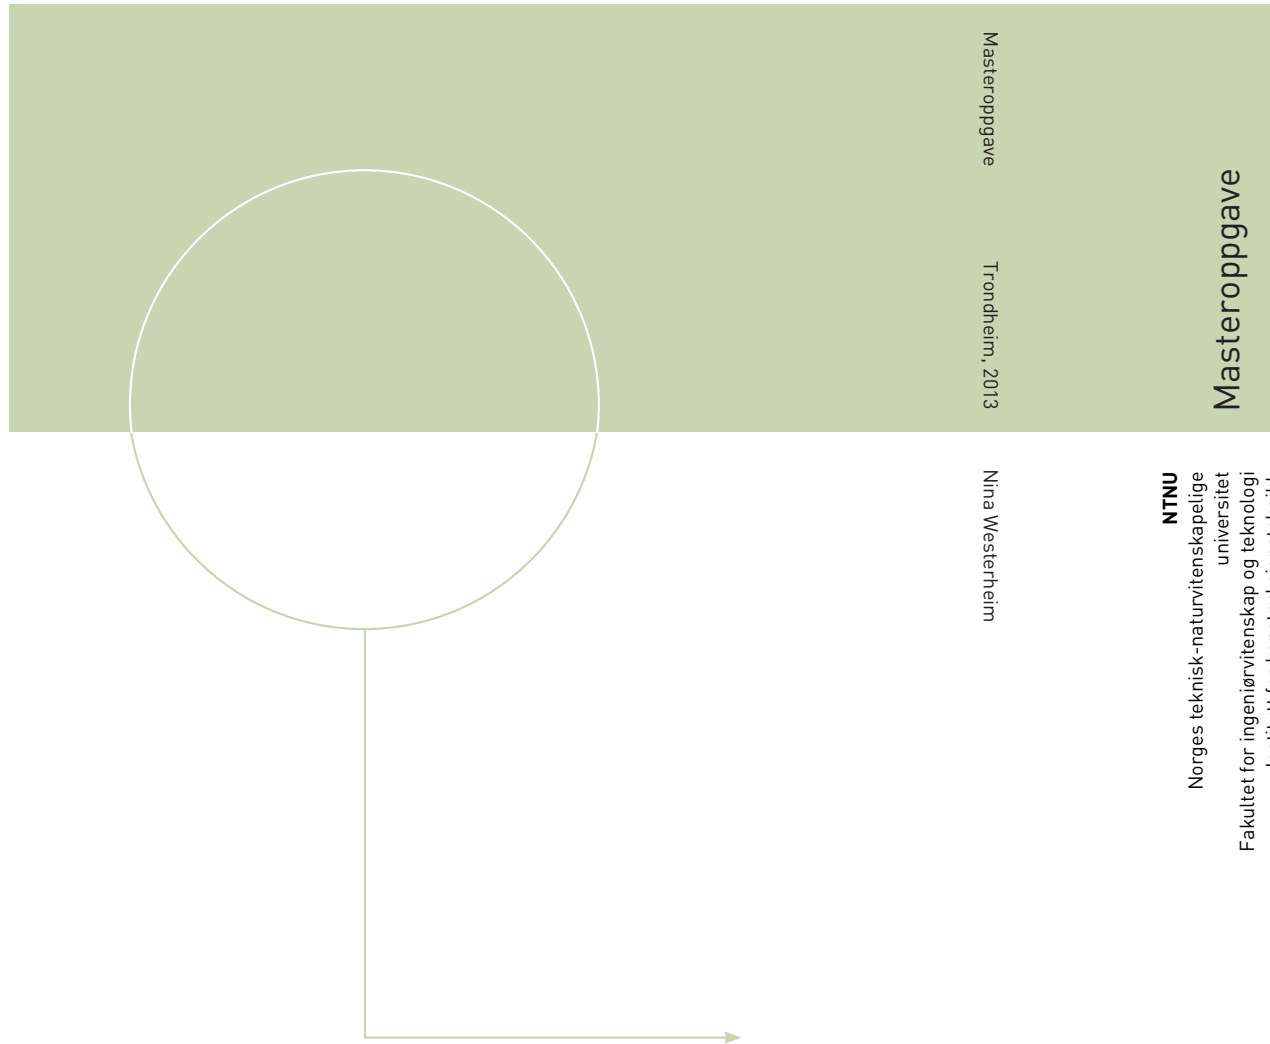 Masteroppgave
Trondheim, 2013
Nina Westerheim
Masteroppgave
NTNU
Norges teknisk-naturvitenskapelige
universitet
Fakultet for ingeniørvitenskap og teknologi